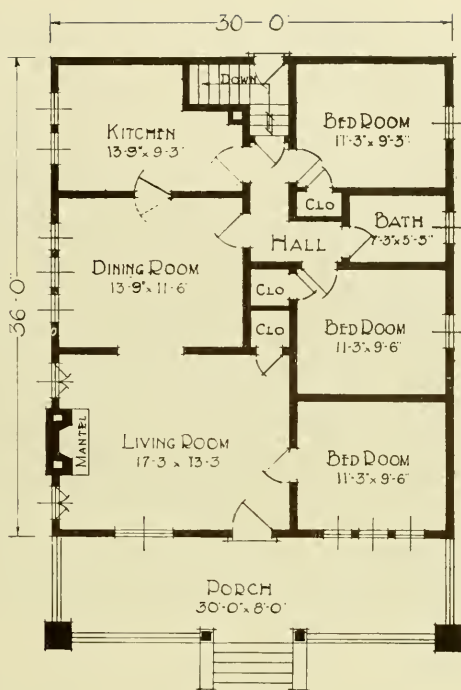 30-0"
36-0"
DOWN
KITCHEN
13-9"x 9-3"
BED ROOM
11-3"x 9-3"
CLO
BATH
7-3"x 5-5"
HALL
DINING ROOM
13-9"x 11-6"
CLO
CLO
BED ROOM
11-3"x 9-6"
MANTEL
LIVING ROOM
17-3 x 13-3
BED ROOM
11-3"x 9-6"
PORCH
30-0"x 8-0"